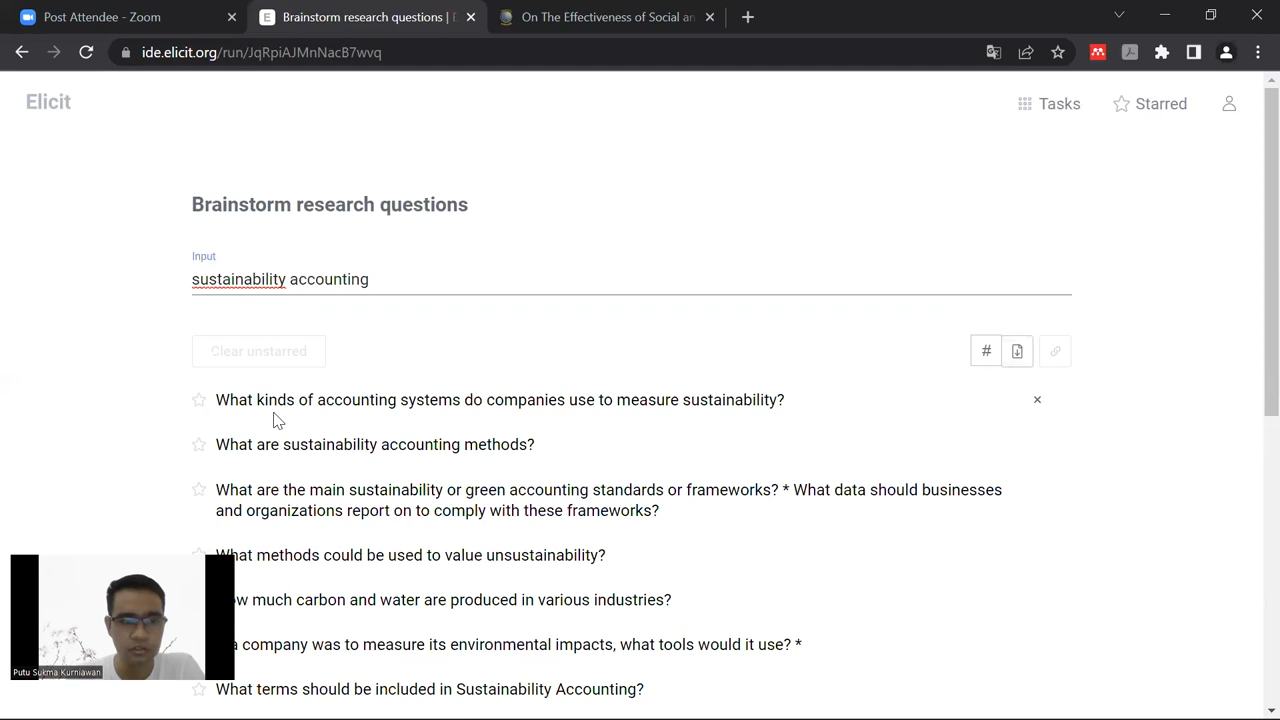 Post Attendee - Zoom
Brainstorm research questions |
On The Effectiveness of Social an
ide.elicit.org/run/JqRpiAJMnNacB7wvq
Elicit
Tasks
Starred
Brainstorm research questions
Input
sustainability accounting
Clear unstarred
#
What kinds of accounting systems do companies use to measure sustainability?
What are sustainability accounting methods?
What are the main sustainability or green accounting standards or frameworks? * What data should businesses
and organizations report on to comply with these frameworks?
What methods could be used to value unsustainability?
ow much carbon and water are produced in various industries?
a company was to measure its environmental impacts, what tools would it use? *
What terms should be included in Sustainability Accounting?
Putu Sukma Kurniawan